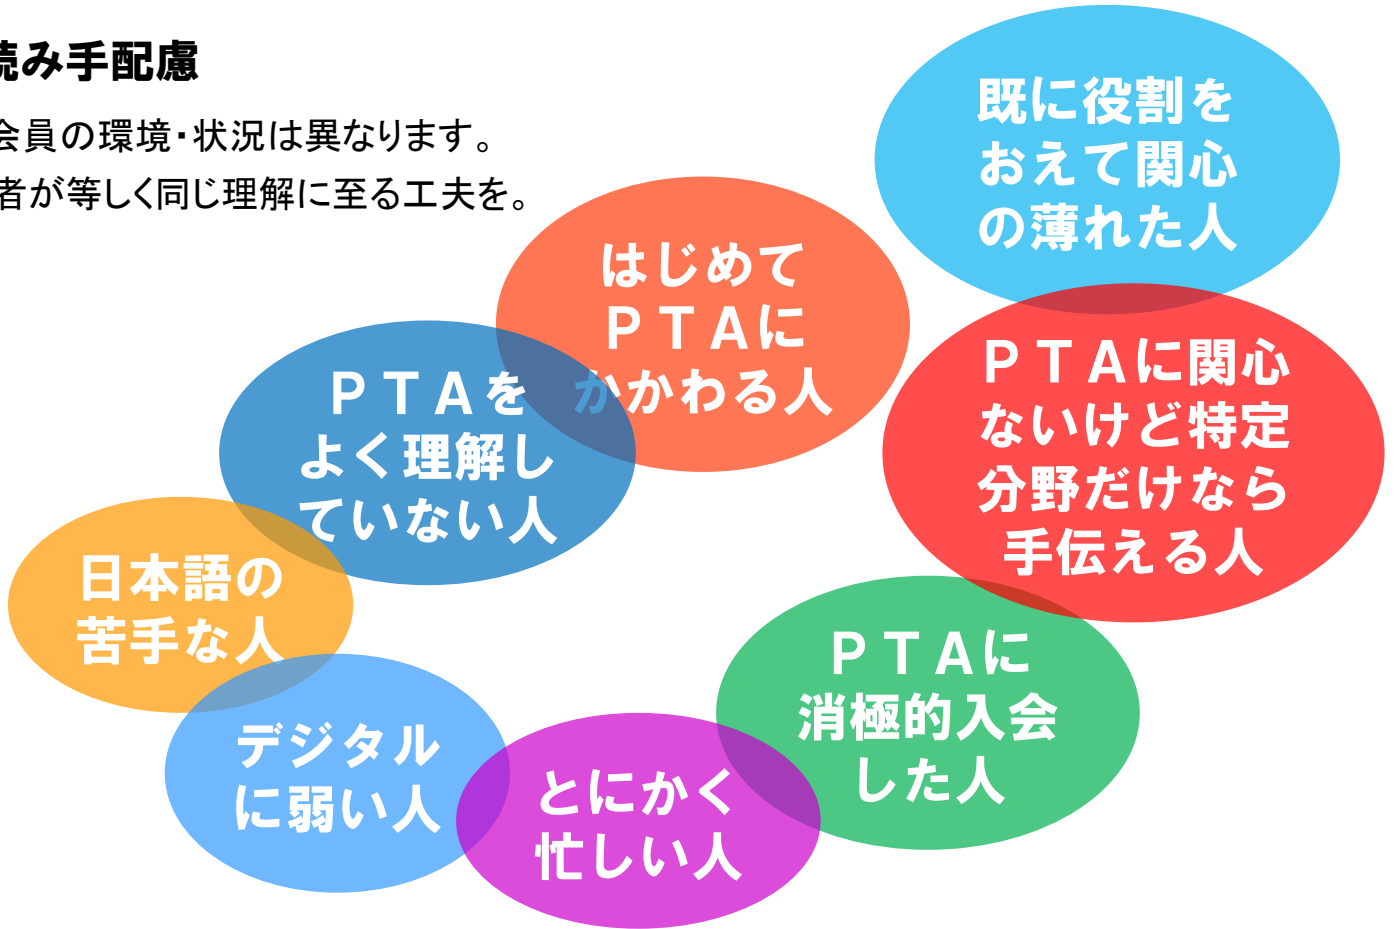 読み手配慮
会員の環境・状況は異なります。
者が等しく同じ理解に至る工夫を。
既に役割を
おえて関心
の薄れた人
はじめて
ＰＴＡに
かかわる人
ＰＴＡに関心
ないけど特定
分野だけなら
手伝える人
ＰＴＡを
よく理解し
ていない人
日本語の
苦手な人
ＰＴＡに
消極的入会
した人
デジタル
に弱い人
とにかく
忙しい人